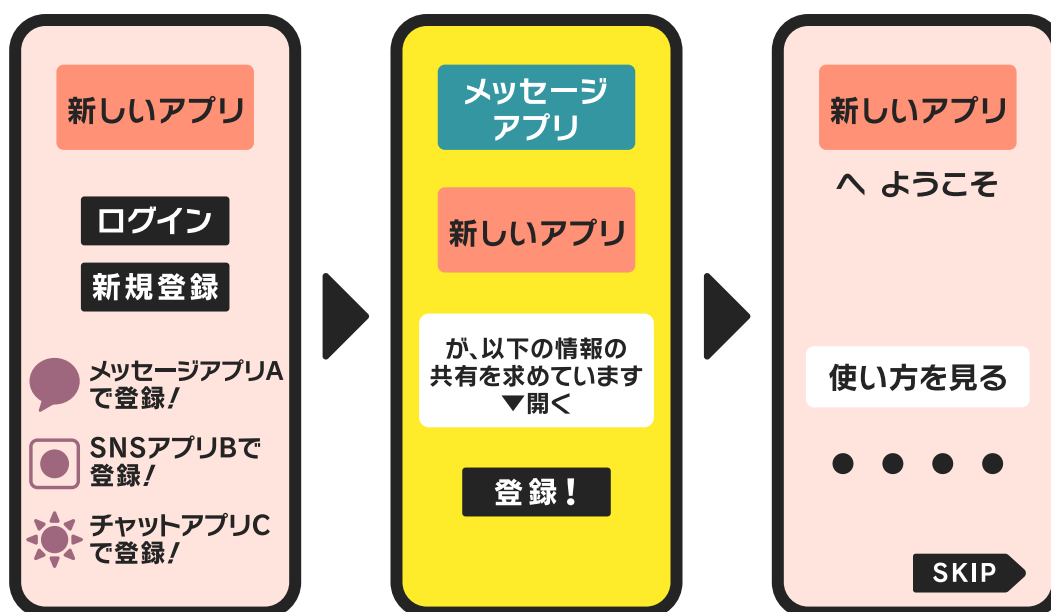 新しいアプリ
ログイン
新規登録
メッセージアプリA
で登録!
SNSアプリBで
登録!
チャットアプリC
で登録!
メッセージ
アプリ
新しいアプリ
が、以下の情報の
共有を求めています
▼開く
登録!
新しいアプリ
へ ようこそ
使い方を見る
SKIP